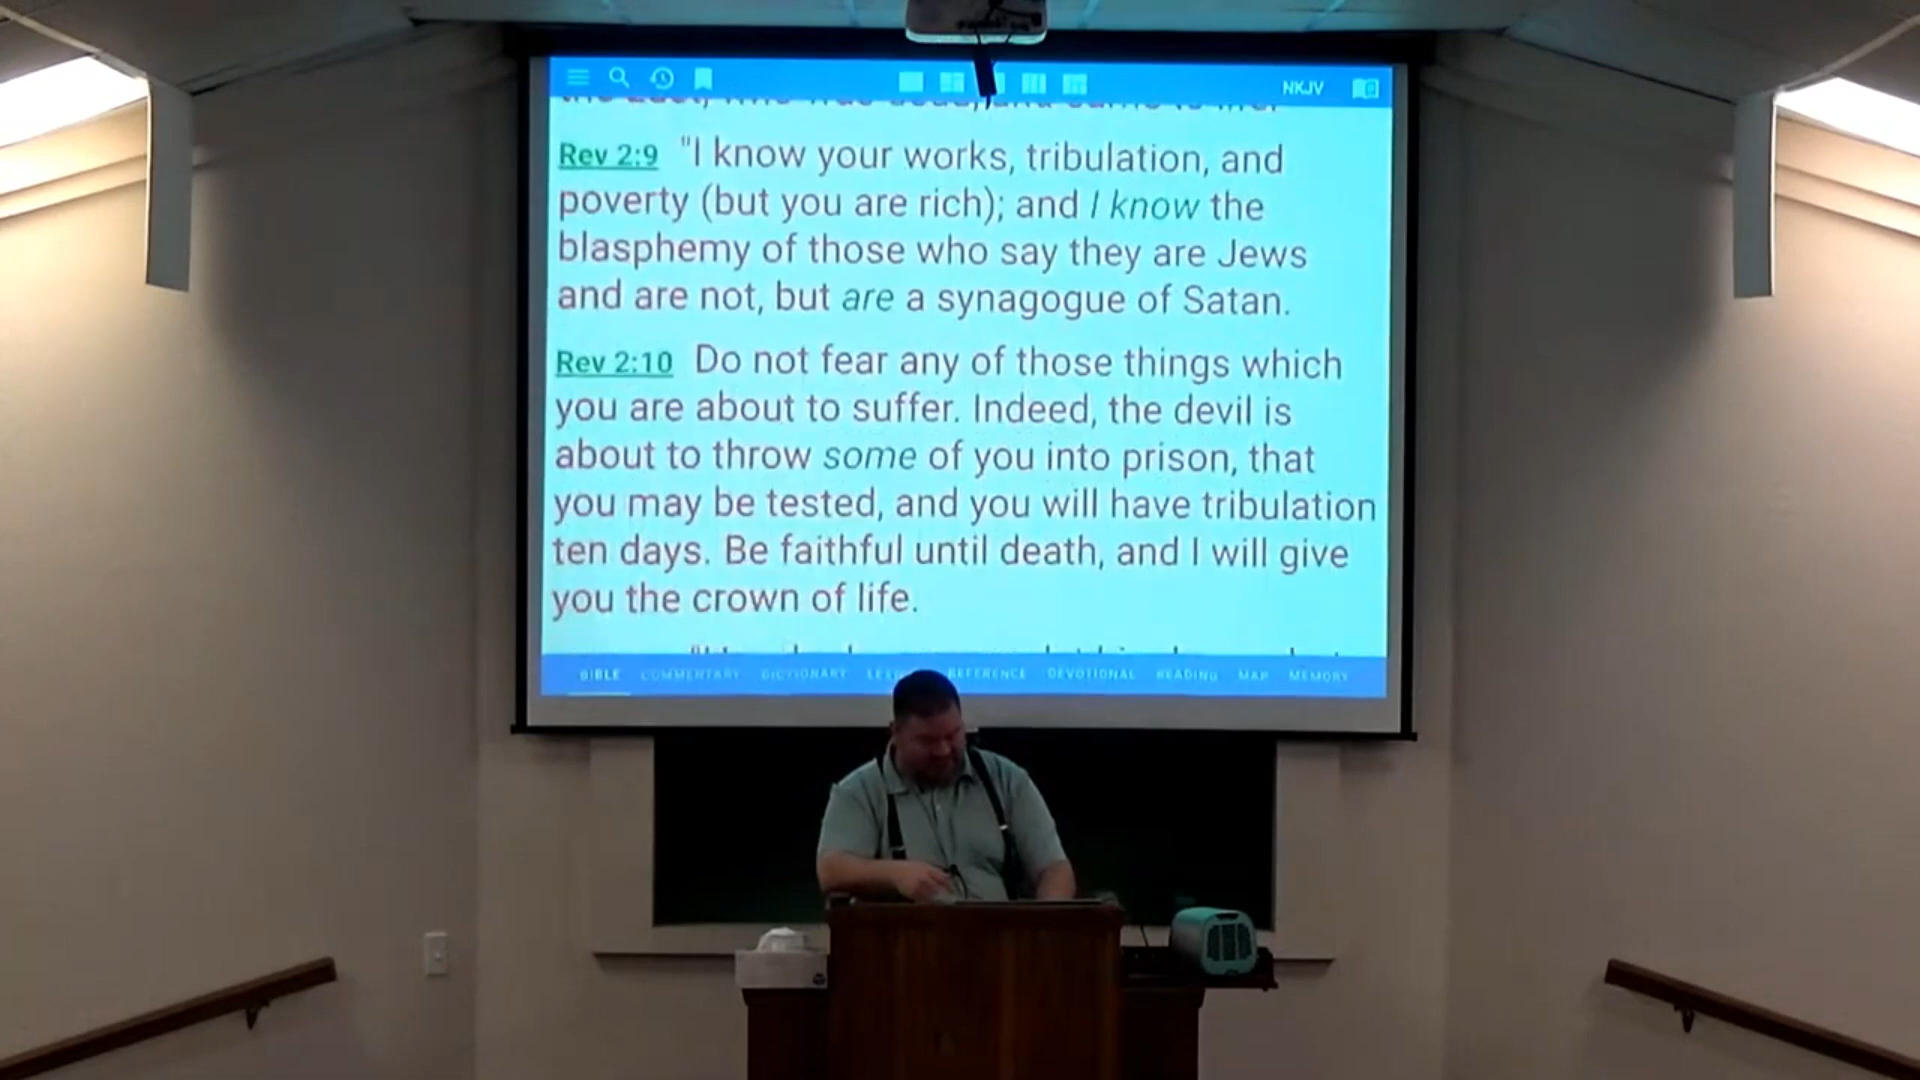 NKJV
Rev 2:9 "I know your works, tribulation, and
poverty (but you are rich); and I know the
blasphemy of those who say they are Jews
and are not, but are a synagogue of Satan.
Rev 2:10 Do not fear any of those things which
you are about to suffer. Indeed, the devil is
about to throw some of you into prison, that
you may be tested, and you will have tribulation
ten days. Be faithful until death, and I will give
you the crown of life.
BIBLE COMMENTARY DICTIONARY REFERENCE DEVOTIONAL READING MAP MEMORY